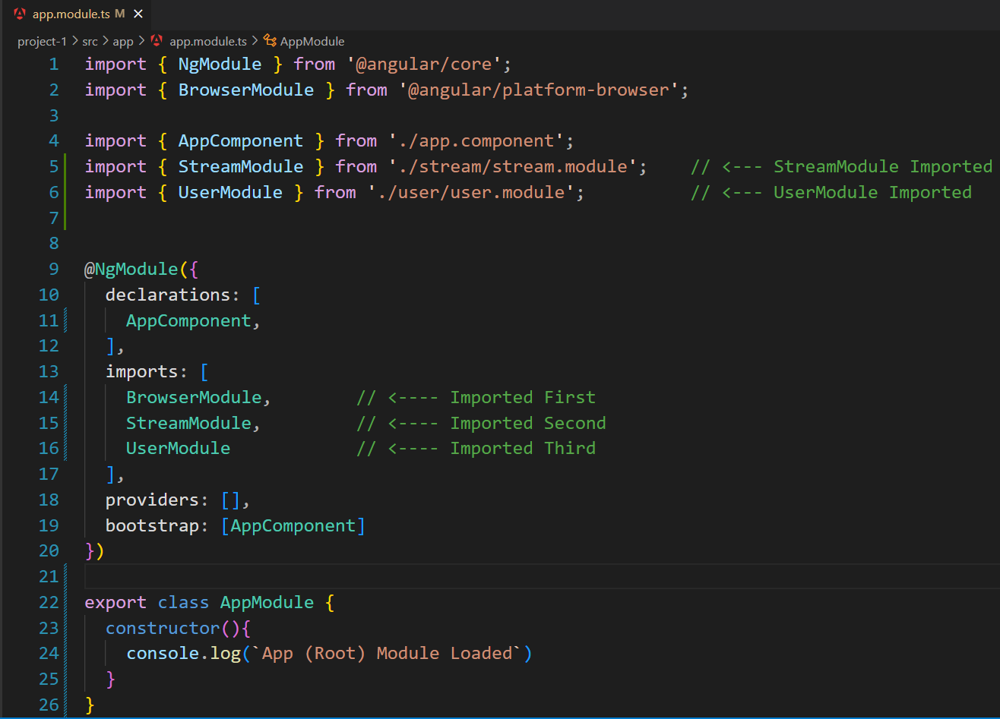 app.module.ts M
project-1 > src > app > app.module.ts > AppModule
1 import { NgModule } from '@angular/core';
2 import { BrowserModule } from '@angular/platform-browser';
3
4 import { AppComponent } from './app.component';
5 import { StreamModule } from './stream/stream.module';    // <--- StreamModule Imported
6 import { UserModule } from './user/user.module';          // <--- UserModule Imported
7
8
9 @NgModule({
10   declarations: [
11     AppComponent,
12   ],
13   imports: [
14     BrowserModule,        // <---- Imported First
15     StreamModule,         // <---- Imported Second
16     UserModule            // <---- Imported Third
17   ],
18   providers: [],
19   bootstrap: [AppComponent]
20 })
21
22 export class AppModule {
23   constructor(){
24     console.log(`App (Root) Module Loaded`)
25   }
26 }